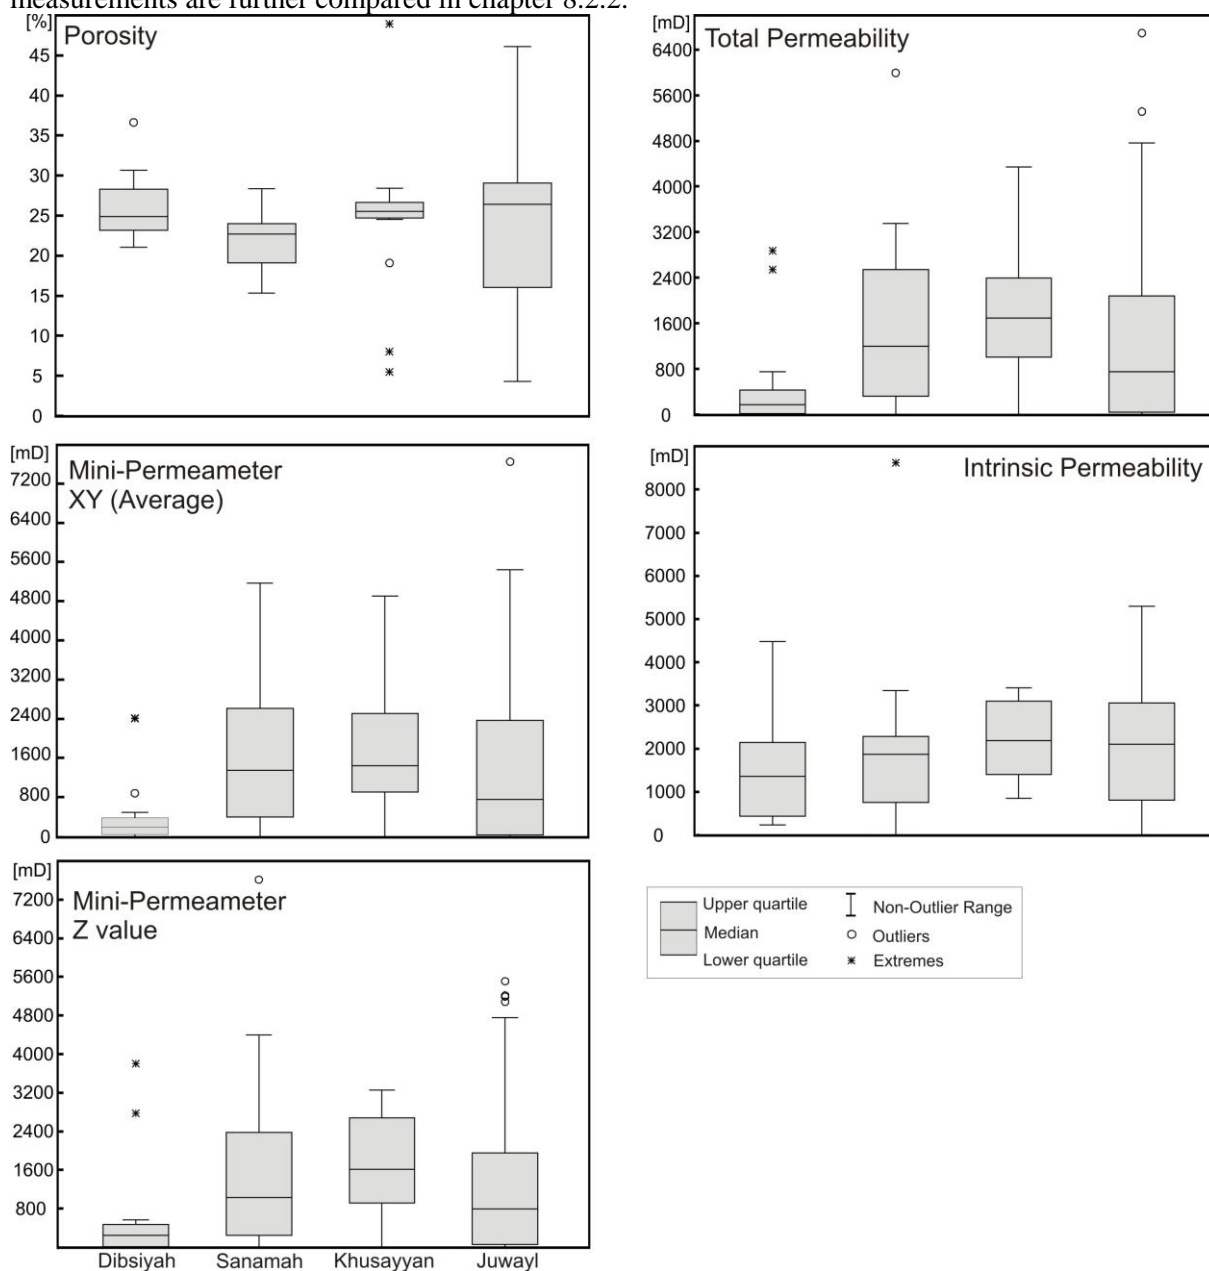 measurements are further compared in chapter 8.2.2.
[%]
Porosity
45
40
35
30
25
20
15
10
5
0
[mD]
Total Permeability
6400
5600
4800
4000
3200
2400
1600
800
0
[mD]
Mini-Permeameter
XY (Average)
7200
6400
5600
4800
4000
3200
2400
1600
800
0
[mD]
Intrinsic Permeability
8000
7000
6000
5000
4000
3000
2000
1000
0
[mD]
Mini-Permeameter
Z value
7200
6400
5600
4800
4000
3200
2400
1600
800
Dibsiyah Sanamah Khusayyan Juwayl
Upper quartile
Median
Lower quartile
Non-Outlier Range
Outliers
Extremes